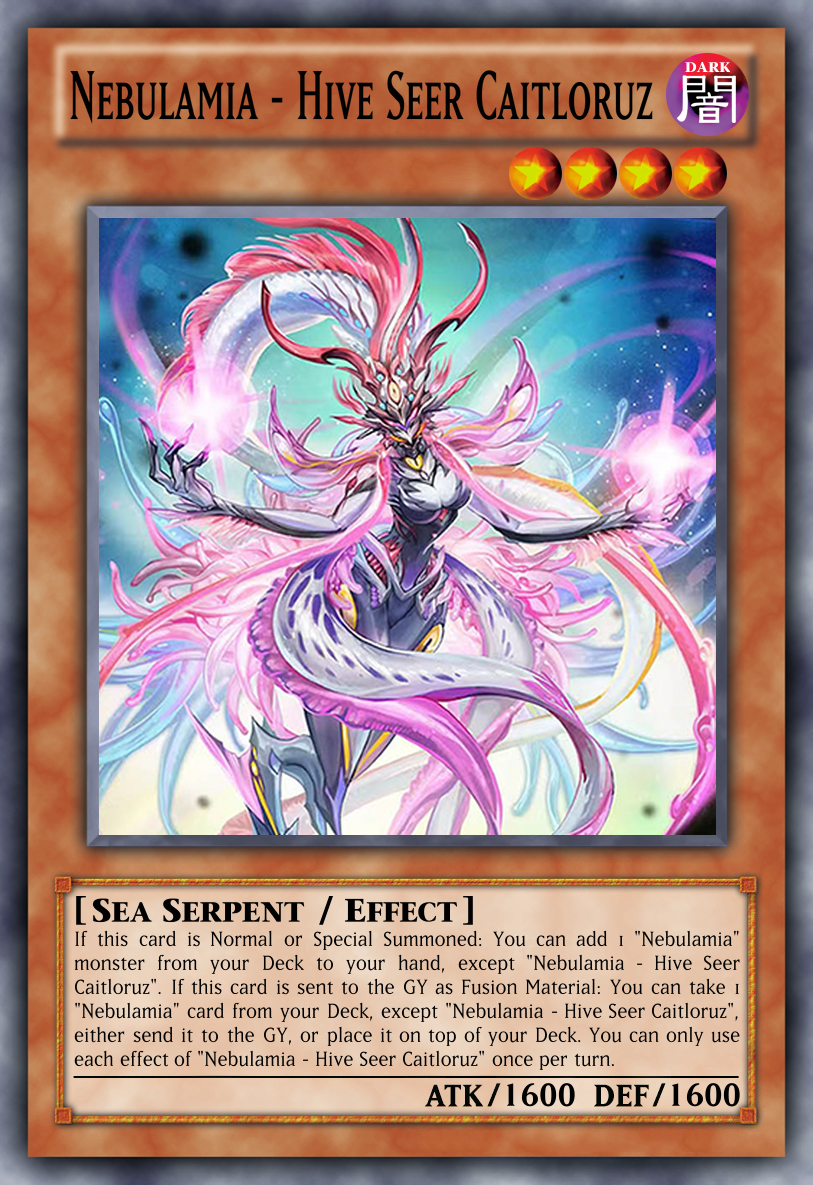 Nebulamia - Hive Seer Caitloruz
DARK
闇
[ Sea Serpent / Effect ]
If this card is Normal or Special Summoned: You can add 1 "Nebulamia"
monster from your Deck to your hand, except "Nebulamia - Hive Seer
Caitloruz". If this card is sent to the GY as Fusion Material: You can take 1
"Nebulamia" card from your Deck, except "Nebulamia - Hive Seer Caitloruz",
either send it to the GY, or place it on top of your Deck. You can only use
each effect of "Nebulamia - Hive Seer Caitloruz" once per turn.
ATK/1600 DEF/1600